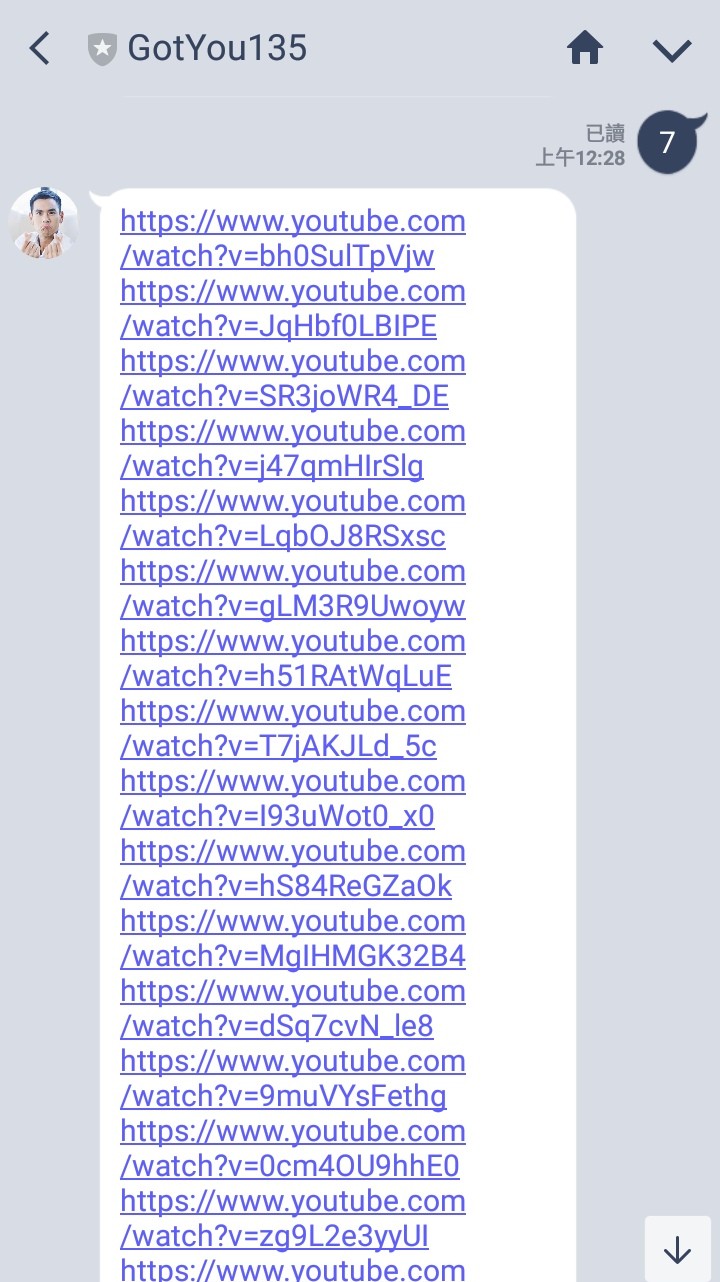 GotYou135
已讀
上午12:28
7
https://www.youtube.com
/watch?v=bh0SulTpVjw
https://www.youtube.com
/watch?v=JqHbf0LBIPE
https://www.youtube.com
/watch?v=SR3joWR4_DE
https://www.youtube.com
/watch?v=j47qmHIrSlg
https://www.youtube.com
/watch?v=LqbOJ8RSxsc
https://www.youtube.com
/watch?v=gLM3R9Uwoyw
https://www.youtube.com
/watch?v=h51RAtWqLuE
https://www.youtube.com
/watch?v=T7jAKJLd_5c
https://www.youtube.com
/watch?v=I93uWot0_x0
https://www.youtube.com
/watch?v=hS84ReGZaOk
https://www.youtube.com
/watch?v=MgIHMGK32B4
https://www.youtube.com
/watch?v=dSq7cvN_le8
https://www.youtube.com
/watch?v=9muVYsFethg
https://www.youtube.com
/watch?v=0cm4OU9hhE0
https://www.youtube.com
/watch?v=zg9L2e3yyUI
https://www.youtube.com